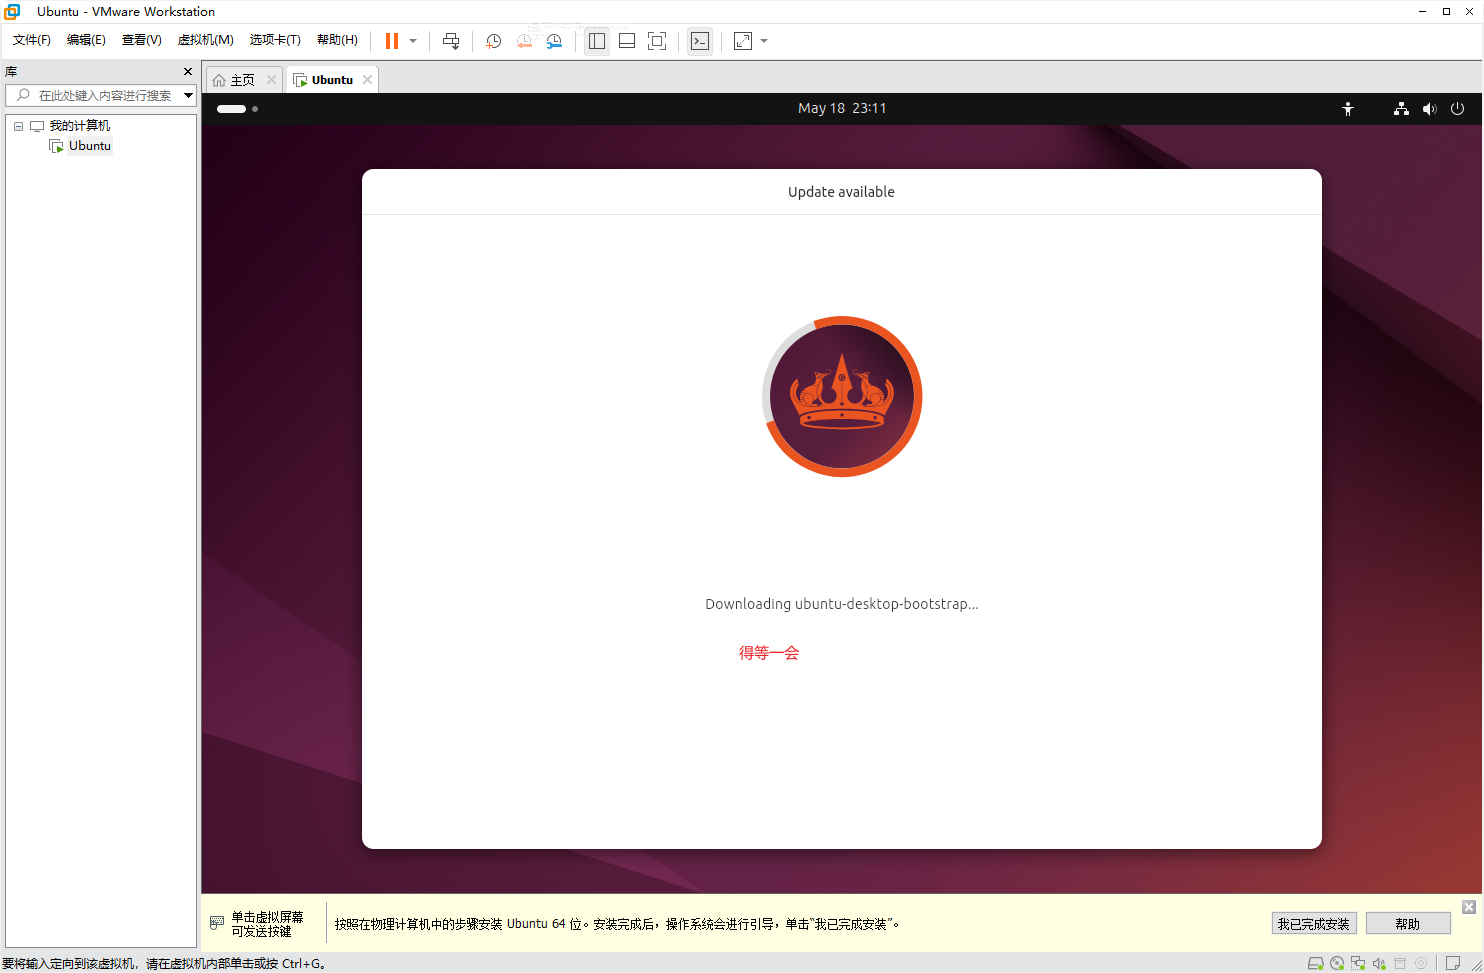 Ubuntu - VMware Workstation
文件(F) 编辑(E) 查看(V) 虚拟机(M) 选项卡(T) 帮助(H)
库
在此处键入内容进行搜索
我的计算机
Ubuntu
主页
Ubuntu
May 18 23:11
Update available
Downloading ubuntu-desktop-bootstrap...
得等一会
单击虚拟屏幕
可发送按键
按照在物理计算机中的步骤安装 Ubuntu 64 位。安装完成后，操作系统会进行引导，单击“我已完成安装”。
我已完成安装
帮助
要将输入定向到该虚拟机，请在虚拟机内部单击或按 Ctrl+G。